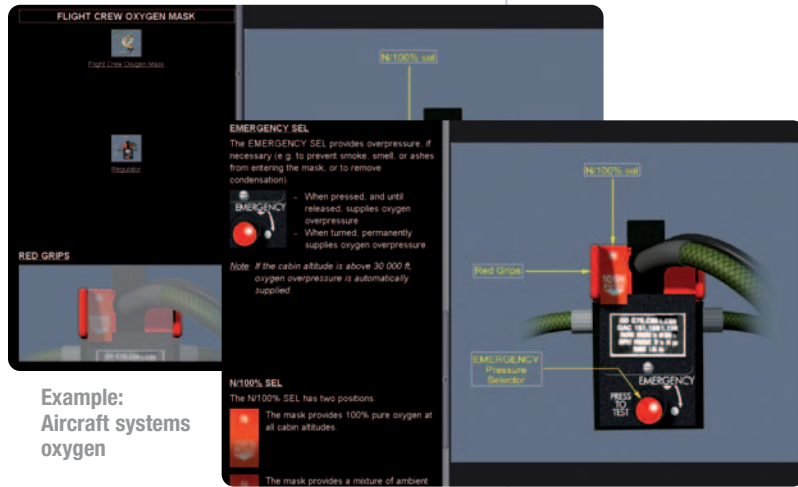 FLIGHT CREW OXYGEN MASK
Flight Crew Oxygen Mask
Regulator
RED GRIPS
N/100% sel
EMERGENCY SEL
The EMERGENCY SEL provides overpressure, if
necessary (e.g. to prevent smoke, smell, or ashes
from entering the mask, or to remove
condensation).
EMERGENCY
- When pressed, and until
released, supplies oxygen
overpressure
- When turned, permanently
supplies oxygen overpressure.
Note: If the cabin altitude is above 30 000 ft,
oxygen overpressure is automatically
supplied.
N/100% SEL
The N/100% SEL has two positions:
The mask provides 100% pure oxygen at
all cabin altitudes.
The mask provides a mixture of ambient
N/100% sel
Red Grips
EMERGENCY
Pressure
Selector
EMERGENCY
PRESS
TO
TEST
Example:
Aircraft systems
oxygen